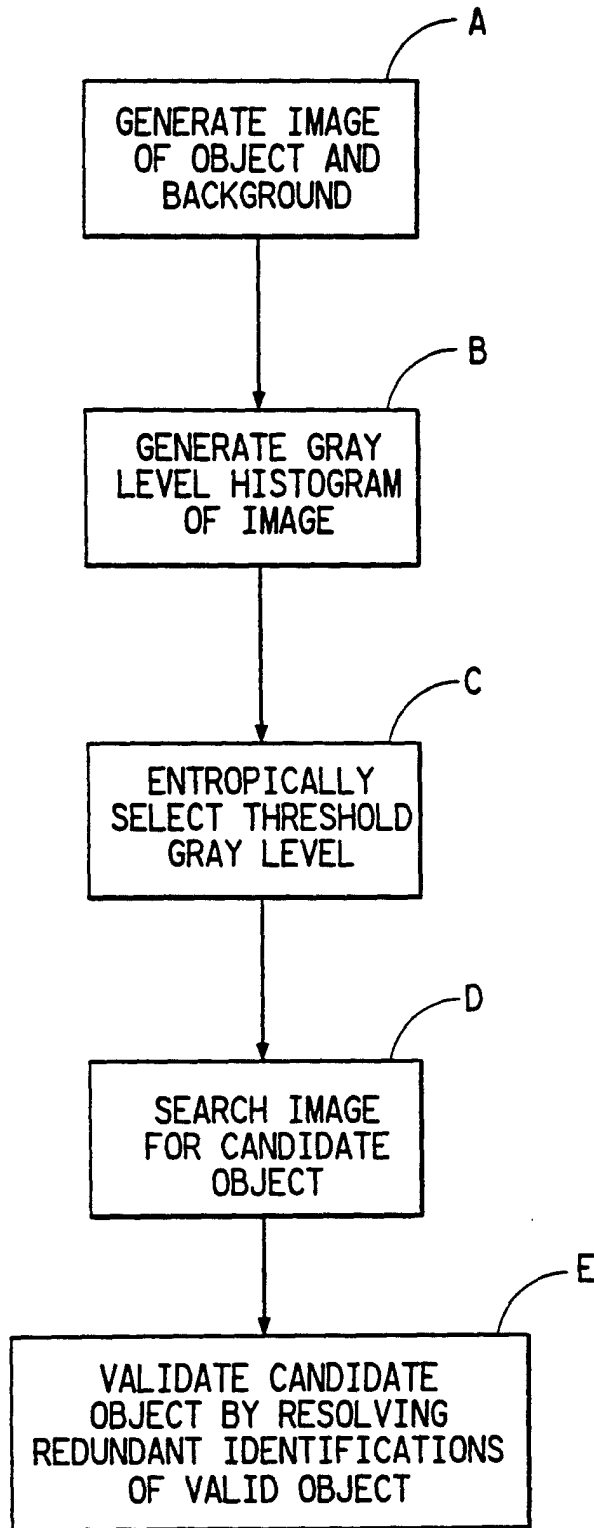 A
GENERATE IMAGE
OF OBJECT AND
BACKGROUND
B
GENERATE GRAY
LEVEL HISTOGRAM
OF IMAGE
C
ENTROPICALLY
SELECT THRESHOLD
GRAY LEVEL
D
SEARCH IMAGE
FOR CANDIDATE
OBJECT
E
VALIDATE CANDIDATE
OBJECT BY RESOLVING
REDUNDANT IDENTIFICATIONS
OF VALID OBJECT